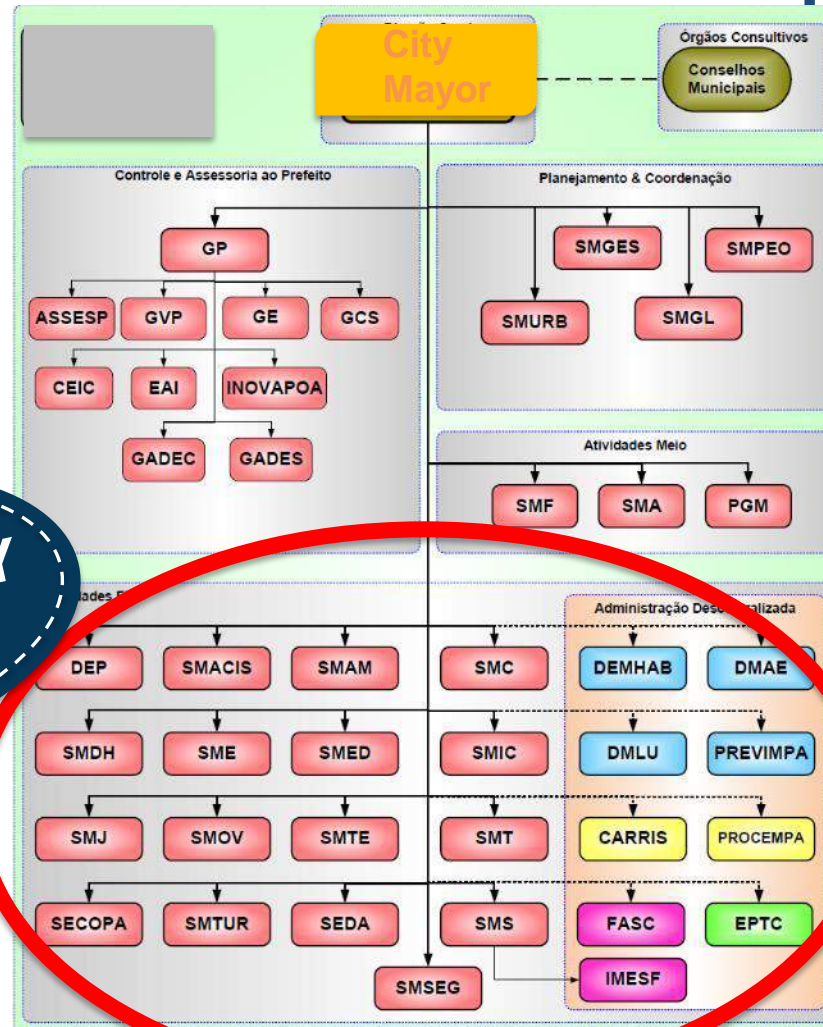 City
Mayor
Órgãos Consultivos
Conselhos
Municipais
Controle e Assessoria ao Prefeito
GP
ASSESP GVP GE GCS
CEIC EAI INOVAPOA
GADEC GADES
Planejamento & Coordenação
SMGES SMPEO
SMURB SMGL
Atividades Meio
SMF SMA PGM
Administração
DEP SMACIS SMAM SMC DEMHAB DMAE
SMDH SME SMED SMIC DMLU PREVIMPA
SMJ SMOV SMTE SMT CARRIS PROCEMPA
SECOPA SMTUR SEDA SMS FASC EPTC
IMESF
SMSEG